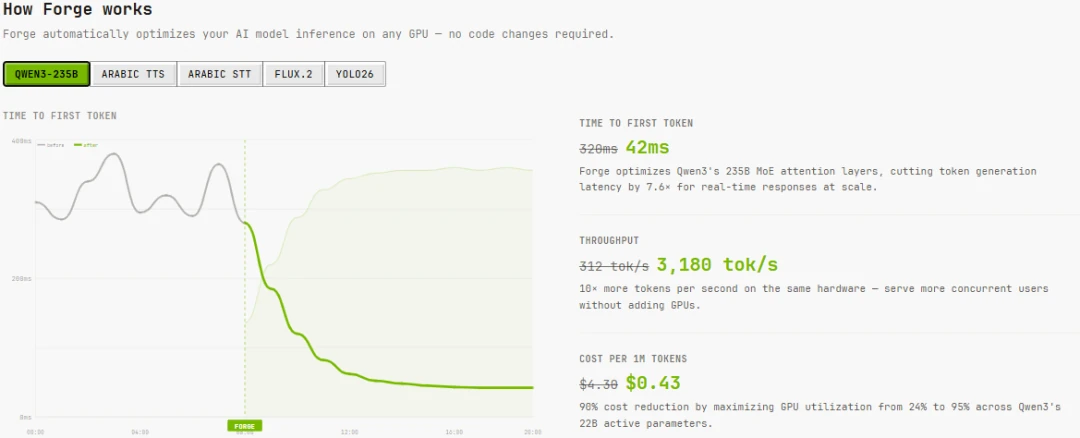 How Forge works
Forge automatically optimizes your AI model inference on any GPU — no code changes required.
QWEN3-235B ARABIC TTS ARABIC STT FLUX.2 YOLO26
TIME TO FIRST TOKEN
400ms
before after
200ms
0ms
FORGE
00:00 04:00 08:00 12:00 16:00 20:00
TIME TO FIRST TOKEN
320ms 42ms
Forge optimizes Qwen3's 235B MoE attention layers, cutting token generation
latency by 7.6× for real-time responses at scale.
THROUGHPUT
312 tok/s 3,180 tok/s
10× more tokens per second on the same hardware — serve more concurrent users
without adding GPUs.
COST PER 1M TOKENS
$4.30 $0.43
90% cost reduction by maximizing GPU utilization from 24% to 95% across Qwen3's
22B active parameters.